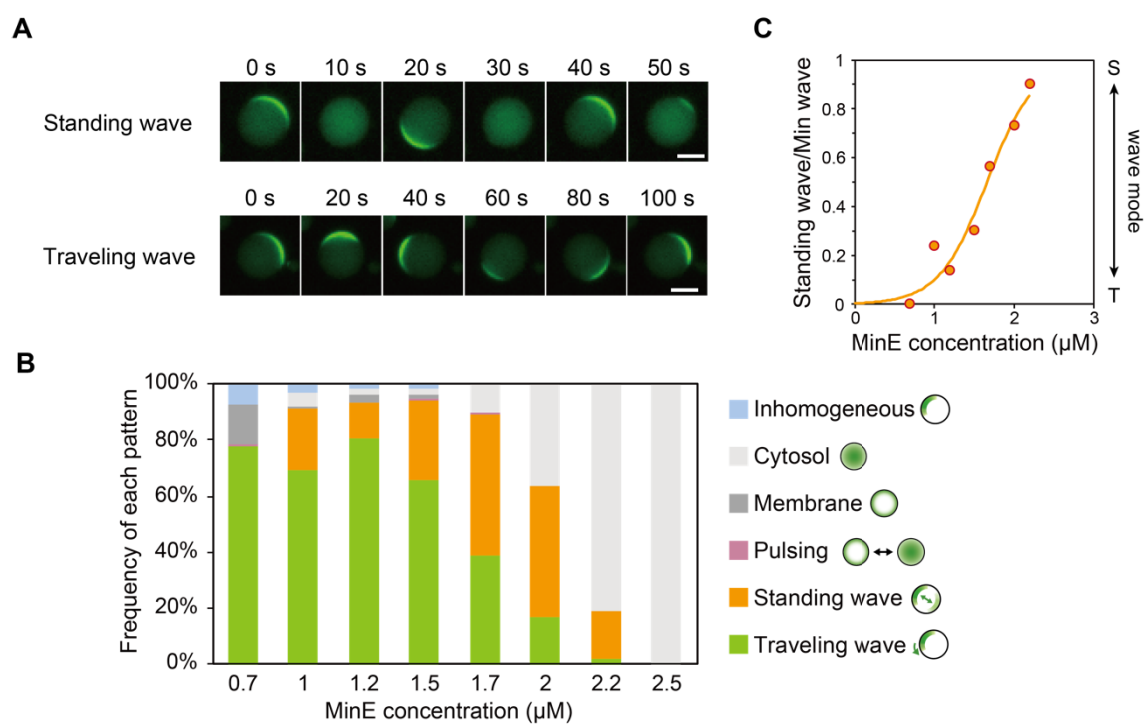 A
0 s 10 s 20 s 30 s 40 s 50 s
Standing wave
0 s 20 s 40 s 60 s 80 s 100 s
Traveling wave
C
Standing wave/Min wave
1
0.8
0.6
0.4
0.2
0
0 1 2 3
MinE concentration (μM)
S
wave mode
T
B
Frequency of each pattern
100%
80%
60%
40%
20%
0%
0.7 1 1.2 1.5 1.7 2 2.2 2.5
MinE concentration (μM)
Inhomogeneous
Cytosol
Membrane
Pulsing
Standing wave
Traveling wave